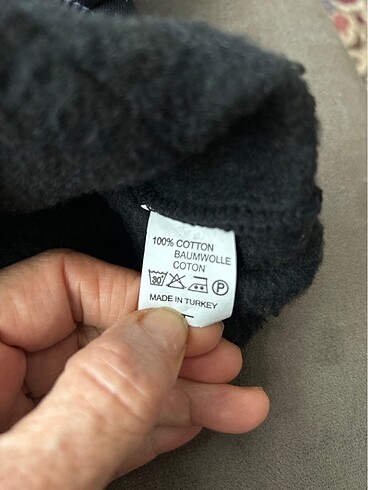 100% COTTON
BAUMWOLLE
COTON
30° P
MADE IN TURKEY